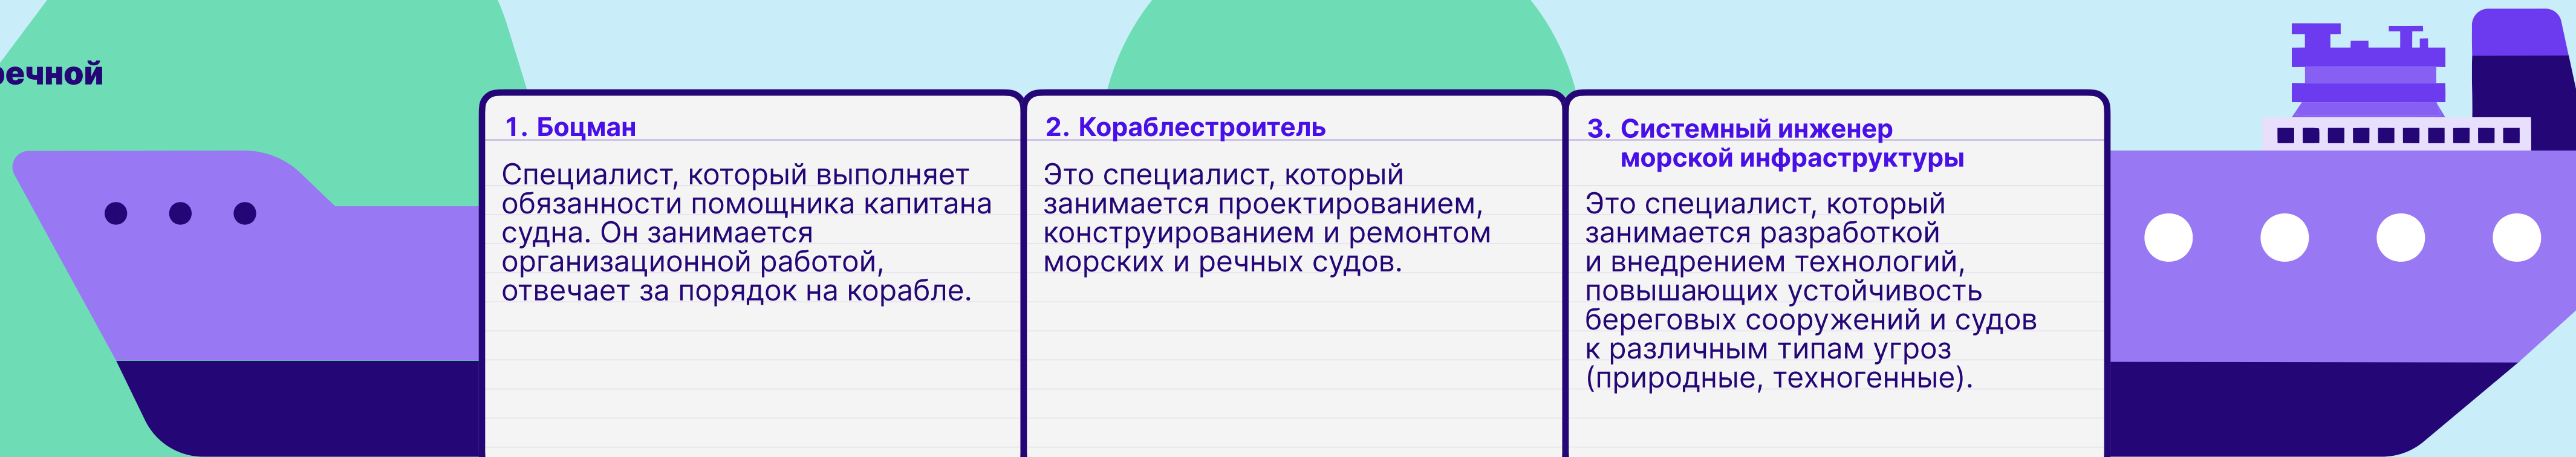 речной
1. Боцман
Специалист, который выполняет
обязанности помощника капитана
судна. Он занимается
организационной работой,
отвечает за порядок на корабле.
2. Кораблестроитель
Это специалист, который
занимается проектированием,
конструированием и ремонтом
морских и речных судов.
3. Системный инженер
морской инфраструктуры
Это специалист, который
занимается разработкой
и внедрением технологий,
повышающих устойчивость
береговых сооружений и судов
к различным типам угроз
(природные, техногенные).